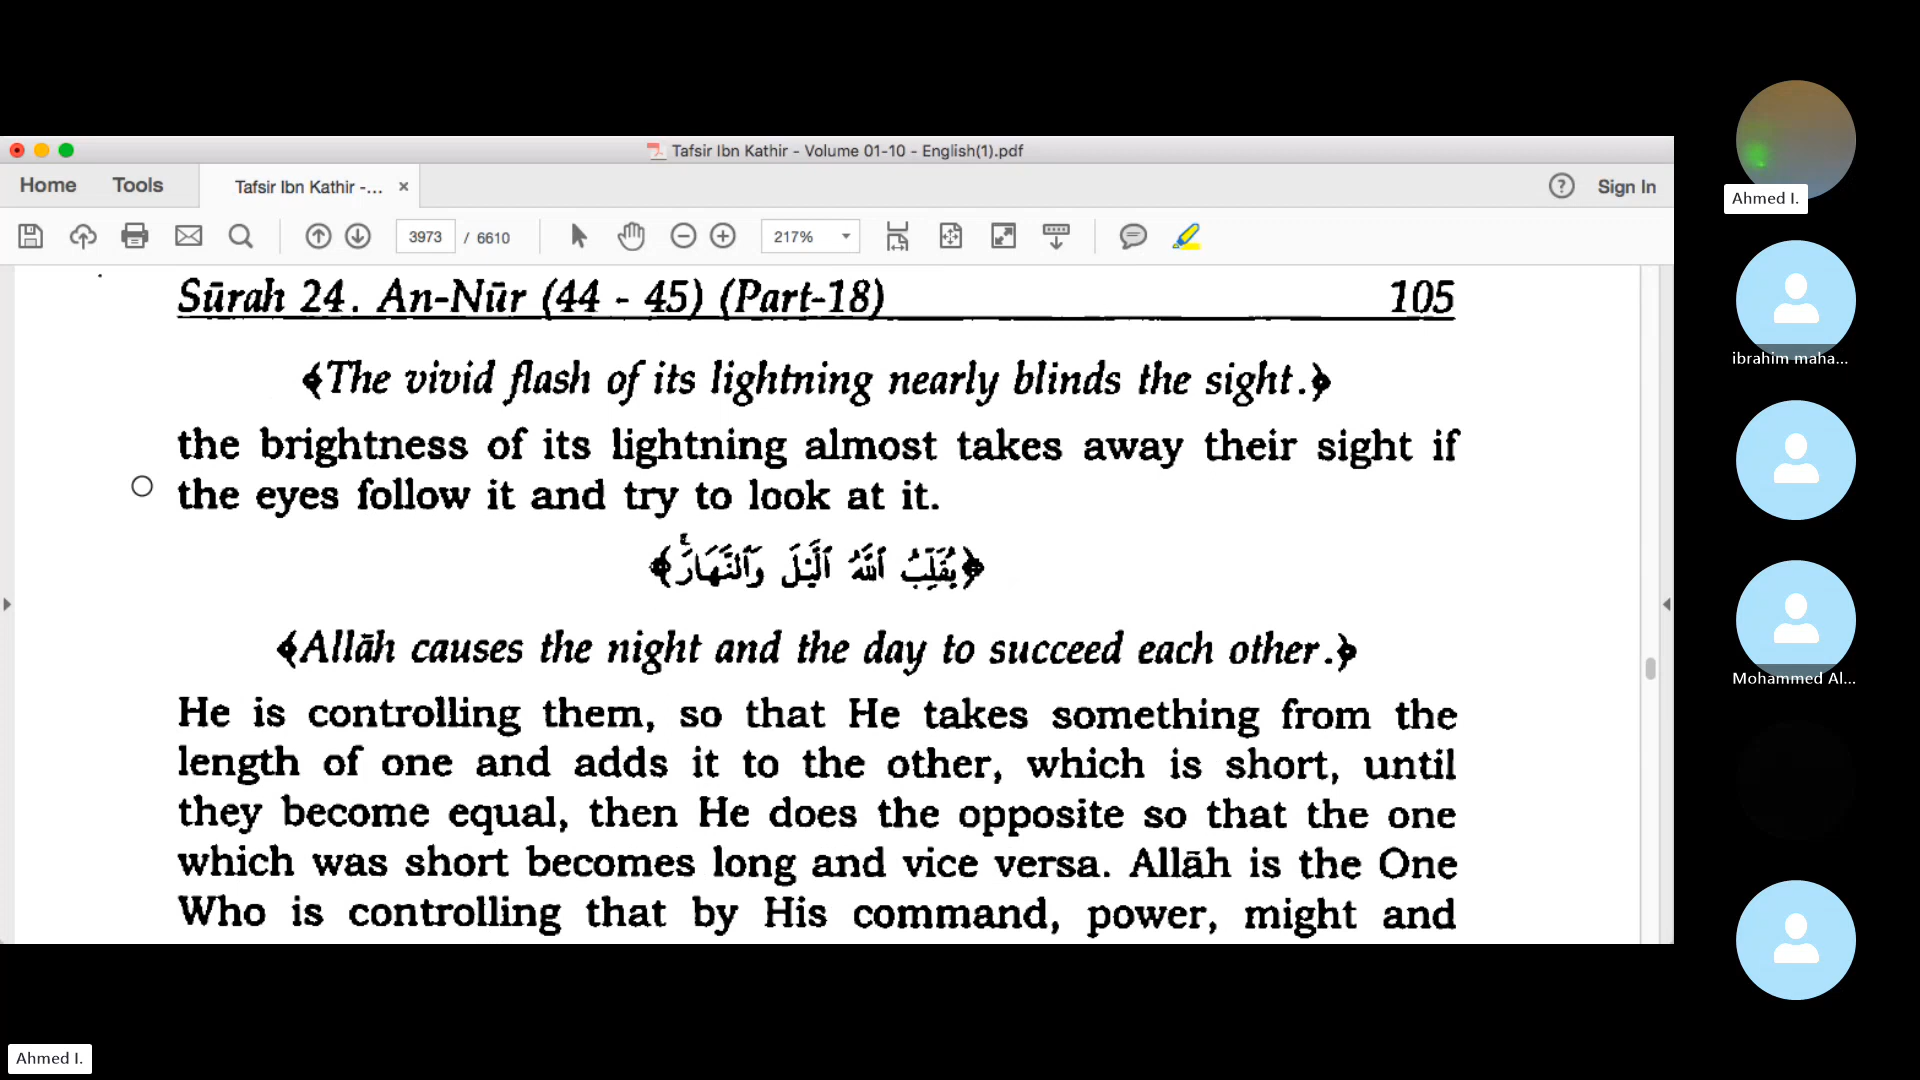 Tafsir Ibn Kathir - Volume 01-10 - English(1).pdf
Home Tools Tafsir Ibn Kathir -... × ? Sign In
3973 / 6610 217%
Sūrah 24. An-Nūr (44 - 45) (Part-18) 105
﴾The vivid flash of its lightning nearly blinds the sight.﴿
the brightness of its lightning almost takes away their sight if
the eyes follow it and try to look at it.
﴿يُقَلِّبُ ٱللَّهُ ٱلَّيْلَ وَٱلنَّهَارَۚ﴾
﴾Allāh causes the night and the day to succeed each other.﴿
He is controlling them, so that He takes something from the
length of one and adds it to the other, which is short, until
they become equal, then He does the opposite so that the one
which was short becomes long and vice versa. Allāh is the One
Who is controlling that by His command, power, might and
Ahmed I.
ibrahim maha...
Mohammed Al...
Ahmed I.